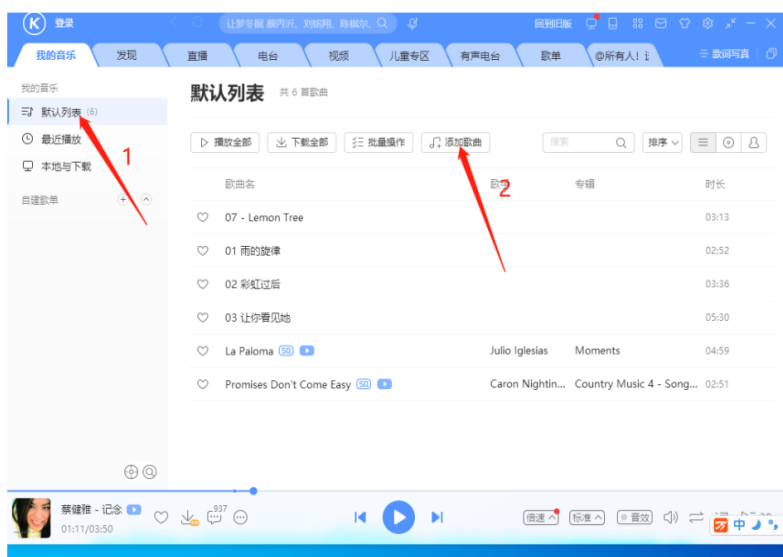 K 登录 让梦冬眠 颜丙沂、刘铭翔、陈棋尔、 回到旧版
我的音乐 发现 直播 电台 视频 儿童专区 有声电台 歌单 @所有人！ 歌词写真
我的音乐
默认列表 (6)
最近播放
本地与下载
自建歌单
1
默认列表 共 6 首歌曲
播放全部 下载全部 批量操作 添加歌曲 搜索 排序
2
歌曲名 歌手 专辑 时长
07 - Lemon Tree 03:13
01 雨的旋律 02:52
02 彩虹过后 03:36
03 让你看见她 05:30
La Paloma SQ Julio Iglesias Moments 04:59
Promises Don't Come Easy SQ Caron Nightin... Country Music 4 - Song... 02:51
蔡健雅 - 记念
01:11/03:50
937
倍速 标准 音效
中